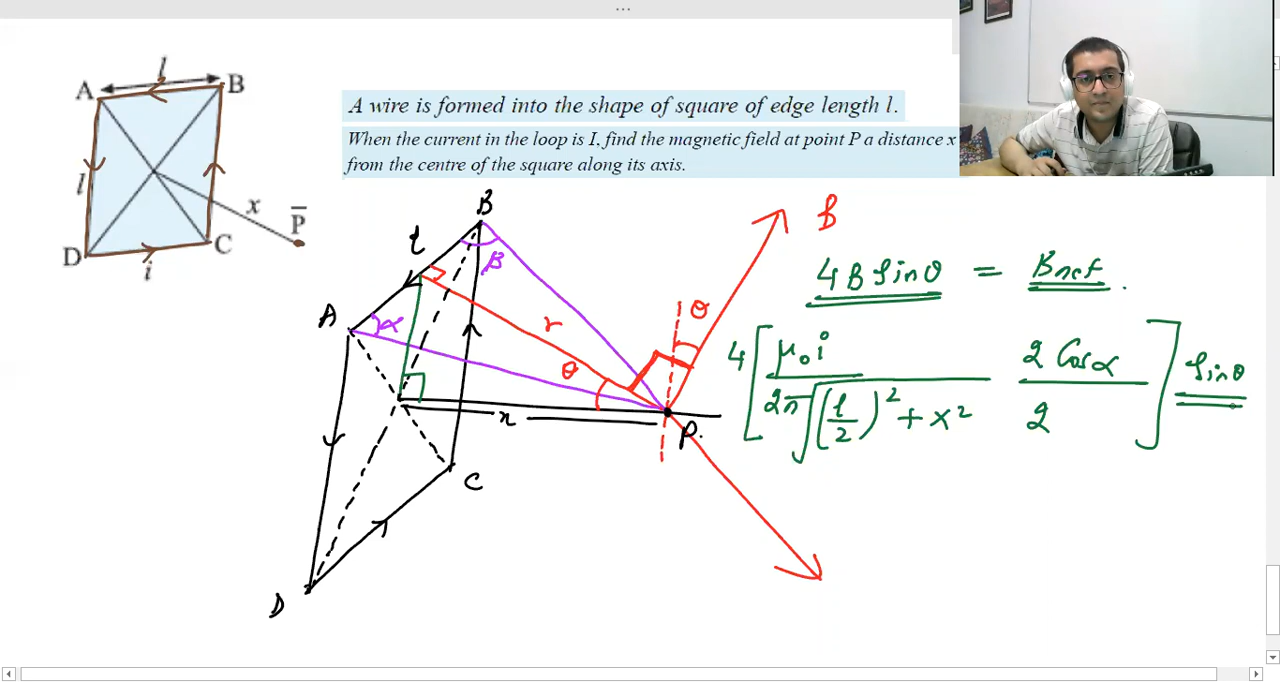 ...
l
A
B
l
D
C
i
x
P
A wire is formed into the shape of square of edge length l.
When the current in the loop is I, find the magnetic field at point P a distance x
from the centre of the square along its axis.
B
l
β
A
α
r
θ
x
P.
C
D
B
θ
4B sinθ = Bnet.
4[μ₀i / 2π√((l/2)² + x²) 2 Cosα / 2] sinθ